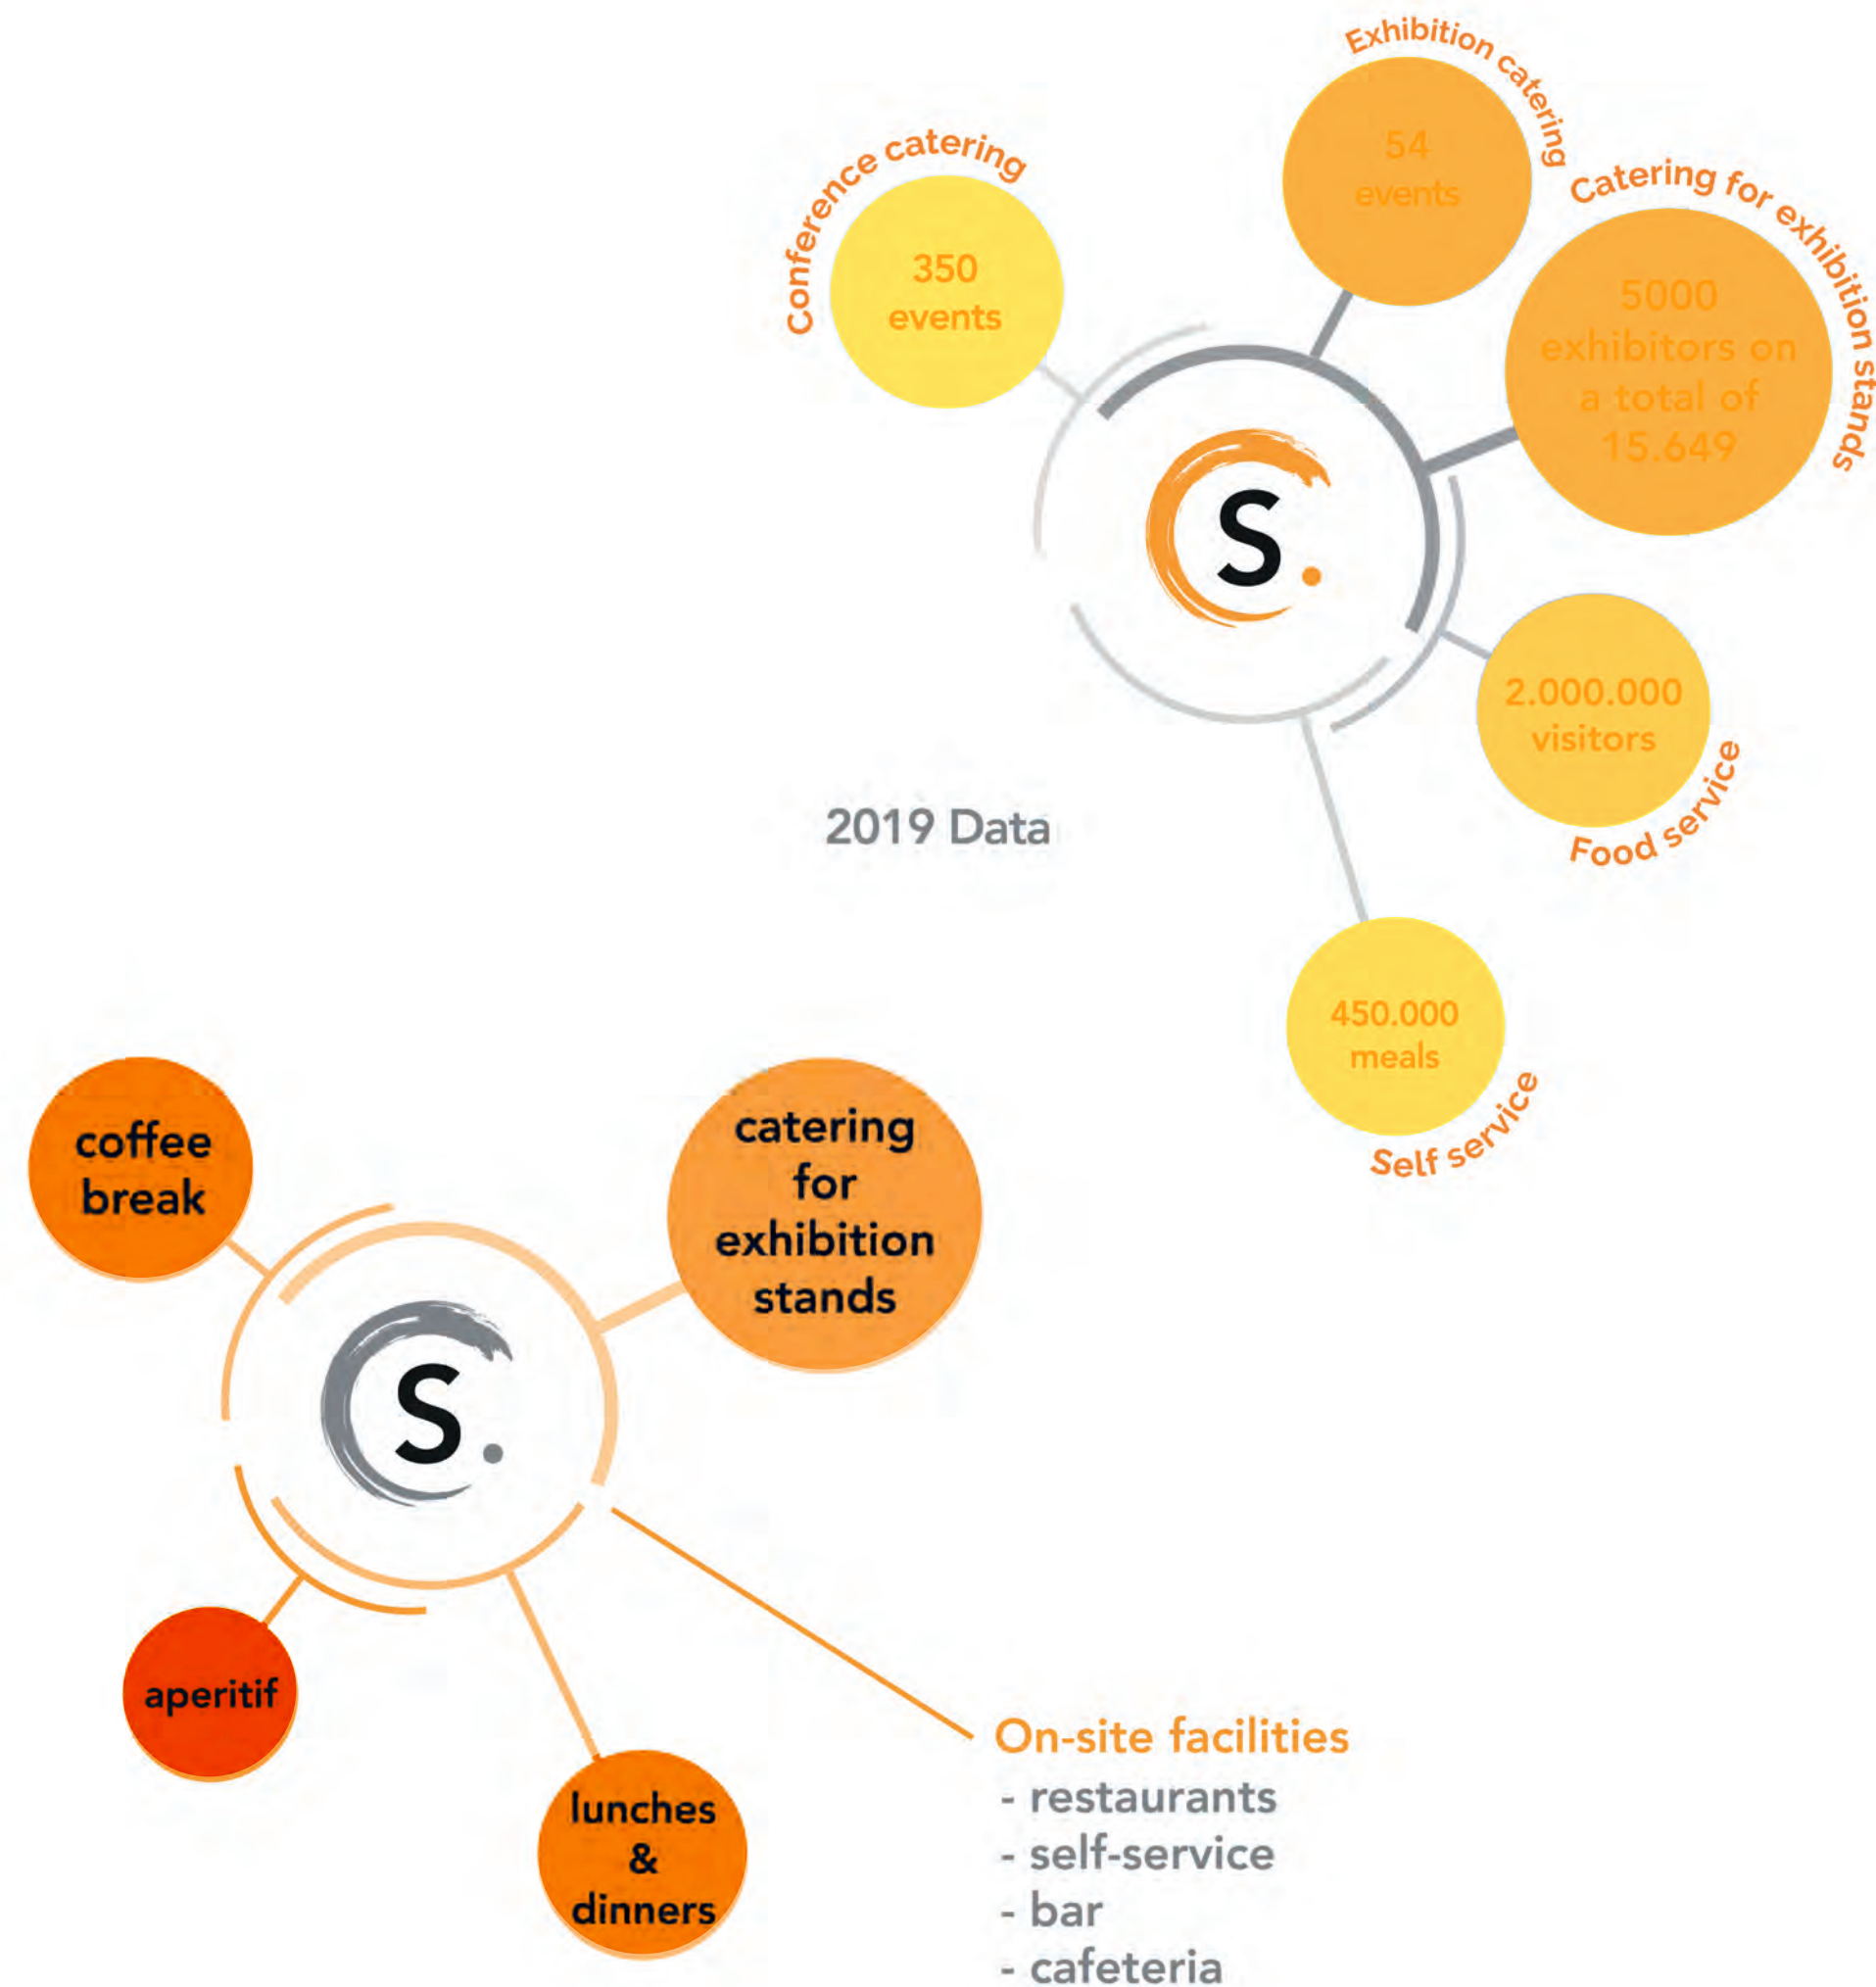 Exhibition catering
54
events
Conference catering
350
events
Catering for exhibition stands
5000
exhibitors on
a total of
15.649
S.
2.000.000
visitors
Food service
2019 Data
450.000
meals
Self service
coffee
break
catering
for
exhibition
stands
S.
aperitif
lunches
&
dinners
On-site facilities
- restaurants
- self-service
- bar
- cafeteria